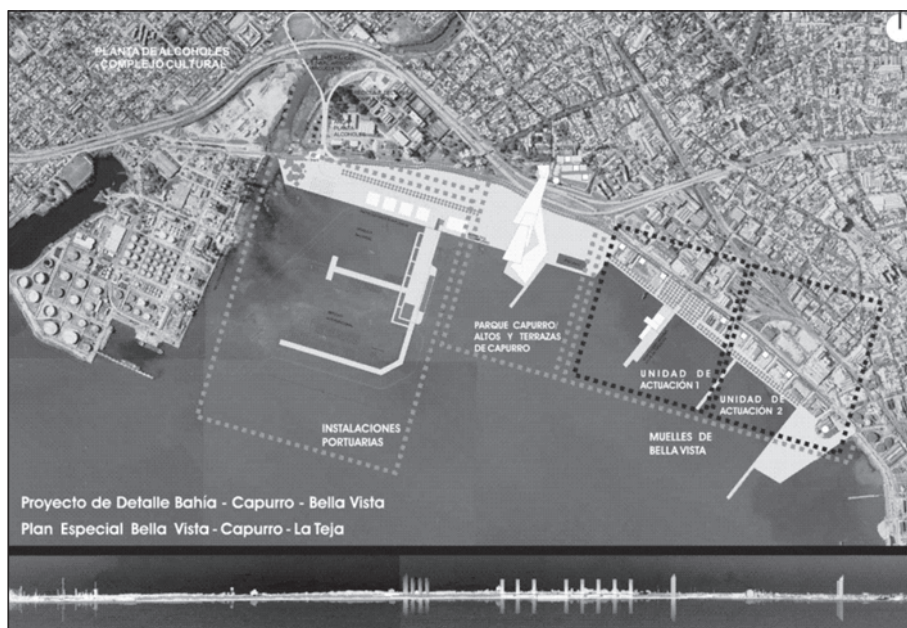 PLANTA DE ALCOHOLES
- COMPLEJO CULTURAL
PLANTA
ALCOHOLES
PARQUE CAPURRO/
ALTOS Y TERRAZAS
DE CAPURRO
UNIDAD DE
ACTUACIÓN 1
UNIDAD DE
ACTUACIÓN 2
INSTALACIONES
PORTUARIAS
MUELLES DE
BELLA VISTA
Proyecto de Detalle Bahía - Capurro - Bella Vista
Plan Especial Bella Vista - Capurro - La Teja